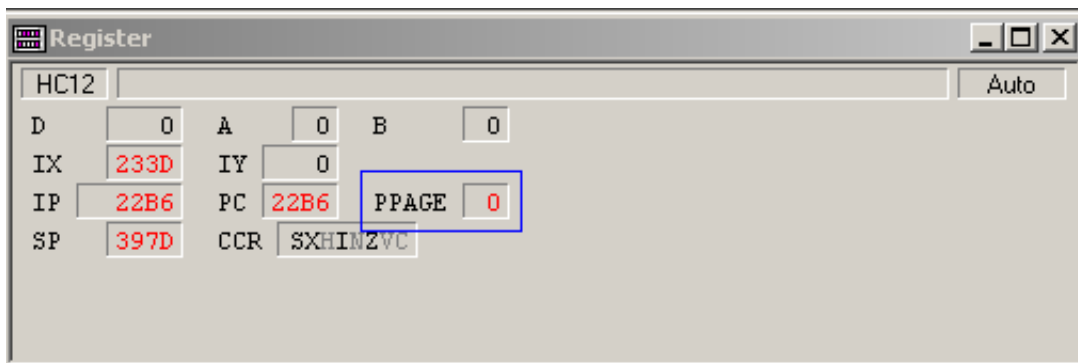 Register
HC12 Auto
D 0 A 0 B 0
IX 233D IY 0
IP 22B6 PC 22B6 PPAGE 0
SP 397D CCR SXHINZVC